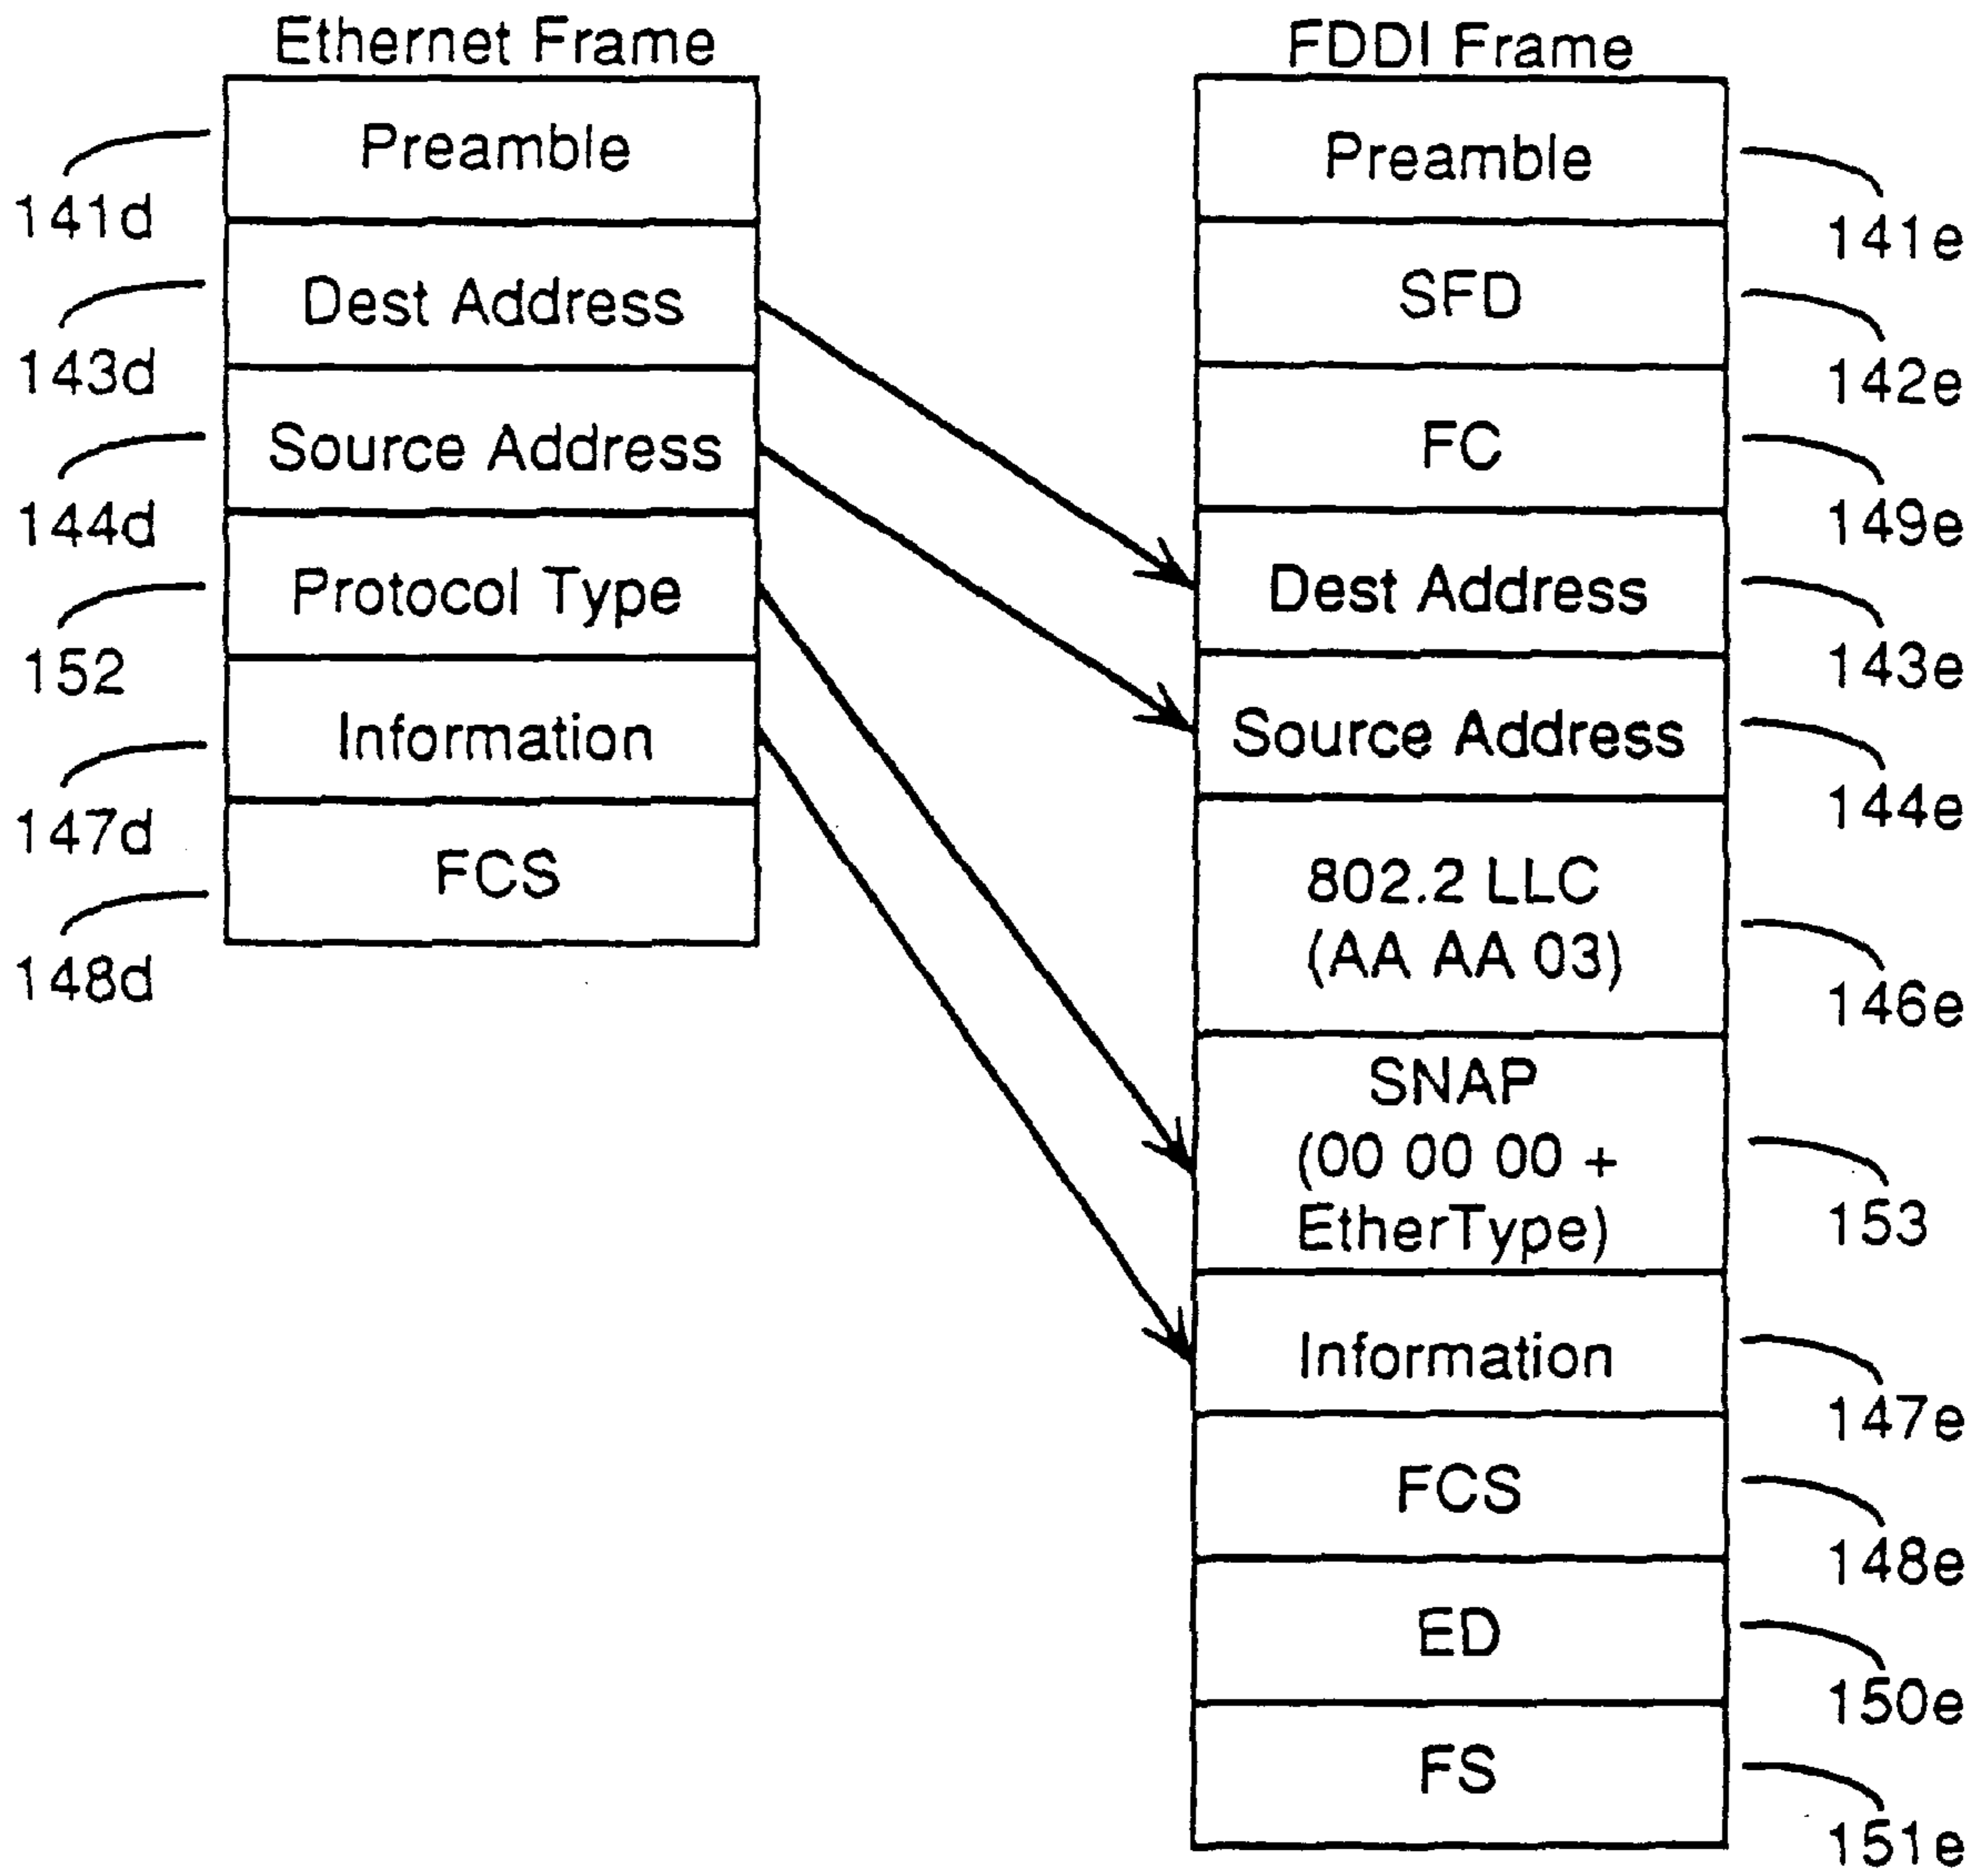 Ethernet Frame
Preamble
141d
Dest Address
143d
Source Address
144d
Protocol Type
152
Information
147d
FCS
148d
FDDI Frame
Preamble
141e
SFD
142e
FC
149e
Dest Address
143e
Source Address
144e
802.2 LLC
(AA AA 03)
146e
SNAP
(00 00 00 +
EtherType)
153
Information
147e
FCS
148e
ED
150e
FS
151e